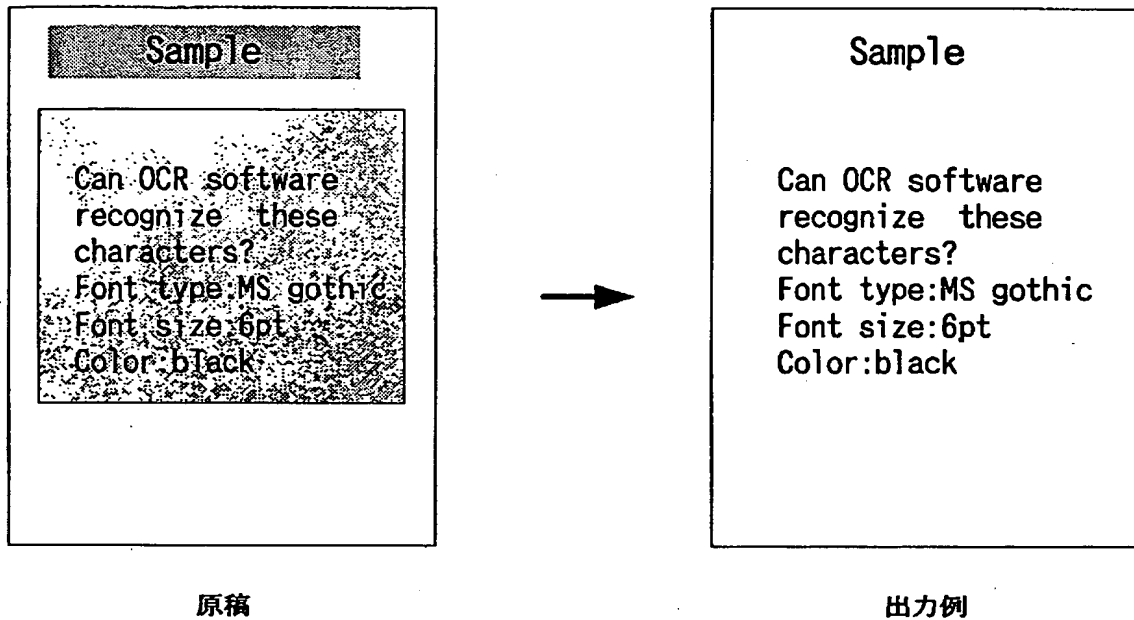 Sample
Can OCR software
recognize these
characters?
Font type:MS gothic
Font size:6pt
Color:black
原稿
Sample
Can OCR software
recognize these
characters?
Font type:MS gothic
Font size:6pt
Color:black
出力例